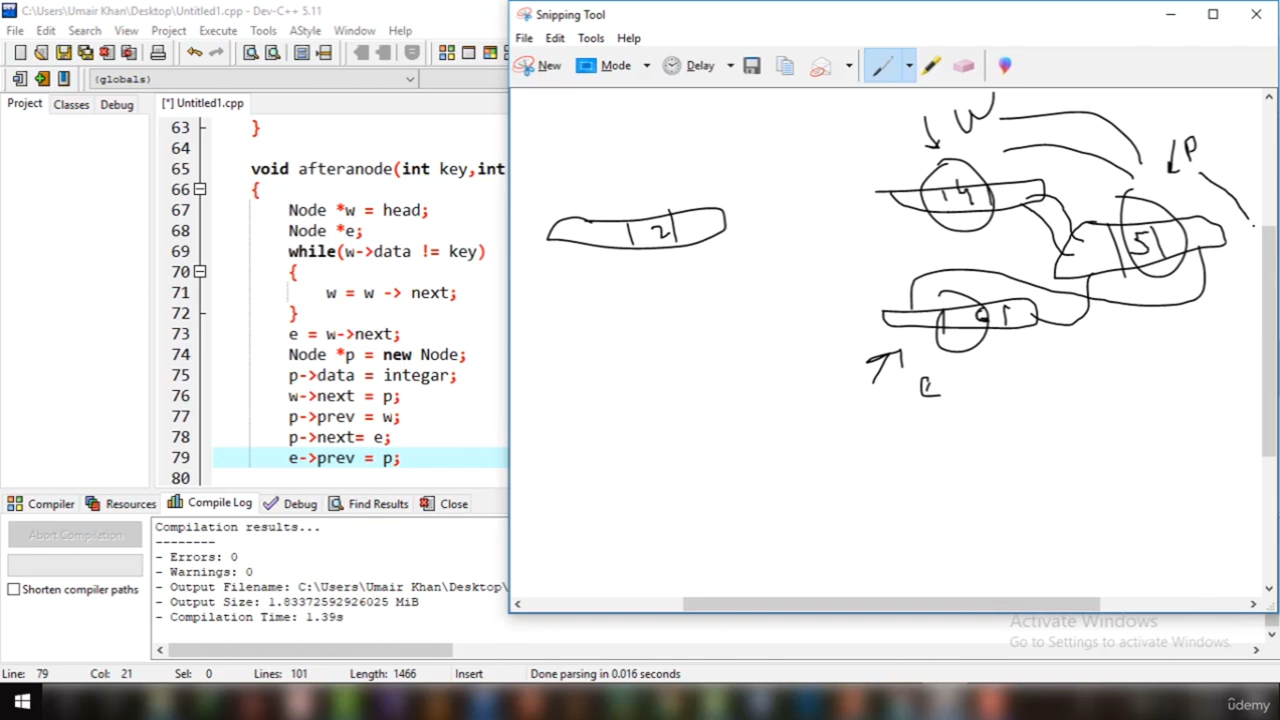 C:\Users\Umair Khan\Desktop\Untitled1.cpp - Dev-C++ 5.11
File Edit Search View Project Execute Tools AStyle Window Help
(globals)
Project Classes Debug
[*] Untitled1.cpp
63 }
64
65 void afteranode(int key,int
66 {
67 Node *w = head;
68 Node *e;
69 while(w->data != key)
70 {
71 w = w -> next;
72 }
73 e = w->next;
74 Node *p = new Node;
75 p->data = integar;
76 w->next = p;
77 p->prev = w;
78 p->next= e;
79 e->prev = p;
80
Snipping Tool
File Edit Tools Help
New Mode Delay
W
P
14
2
5
e
Compiler Resources Compile Log Debug Find Results Close
Abort Compilation
Shorten compiler paths
Compilation results...
--------
- Errors: 0
- Warnings: 0
- Output Filename: C:\Users\Umair Khan\Desktop\
- Output Size: 1.83372592926025 MiB
- Compilation Time: 1.39s
Activate Windows
Go to Settings to activate Windows.
Line: 79 Col: 21 Sel: 0 Lines: 101 Length: 1466 Insert Done parsing in 0.016 seconds
ûdemy